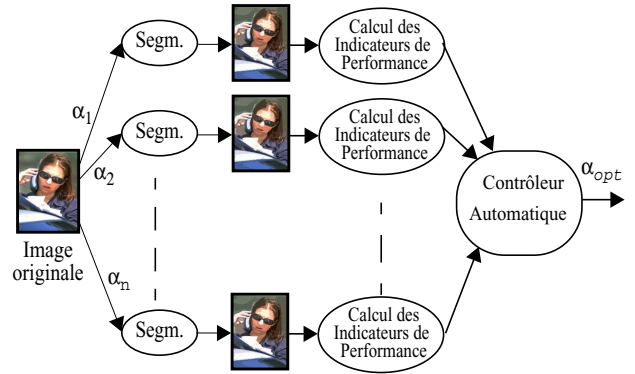 Segm.
Calcul des
Indicateurs de
Performance
α1
Segm.
Calcul des
Indicateurs de
Performance
α2
Contrôleur
Automatique
αopt
Image
originale
αn
Segm.
Calcul des
Indicateurs de
Performance